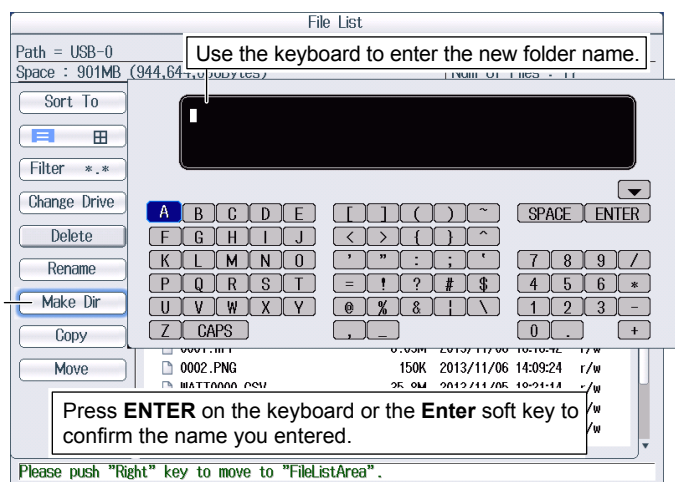 File List
Path = USB-0
Use the keyboard to enter the new folder name.
Space : 901MB (944,64
Sort To
Filter *.*
Change Drive
Delete
Rename
Make Dir
Copy
Move
A B C D E [ ] ( ) ~ SPACE ENTER
F G H I J < > { } ^
K L M N O ' " : ; ` 7 8 9 /
P Q R S T = ! ? # $ 4 5 6 *
U V W X Y @ % & ¦ \ 1 2 3 -
Z CAPS , _ 0 . +
0002.PNG 150K 2013/11/06 14:09:24 r/w
Press ENTER on the keyboard or the Enter soft key to
confirm the name you entered.
Please push "Right" key to move to "FileListArea".